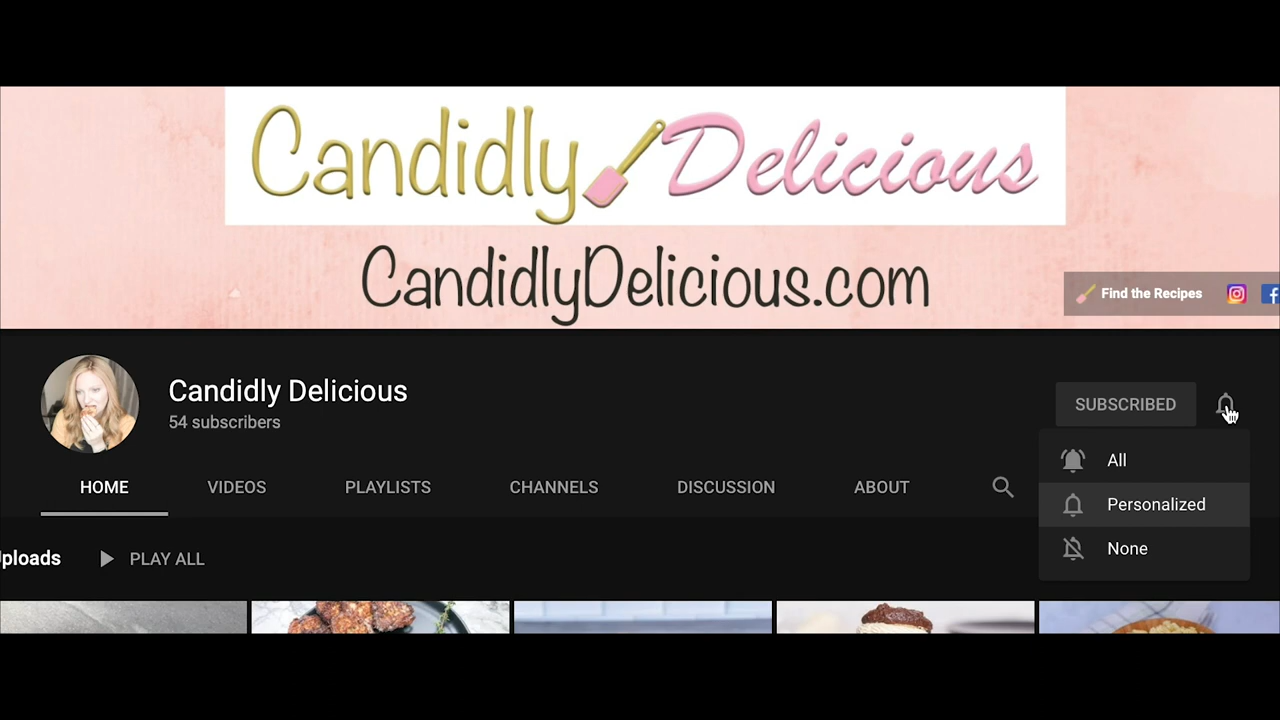 Candidly Delicious
CandidlyDelicious.com
Find the Recipes
Candidly Delicious
54 subscribers
SUBSCRIBED
All
Personalized
None
HOME VIDEOS PLAYLISTS CHANNELS DISCUSSION ABOUT
ploads PLAY ALL